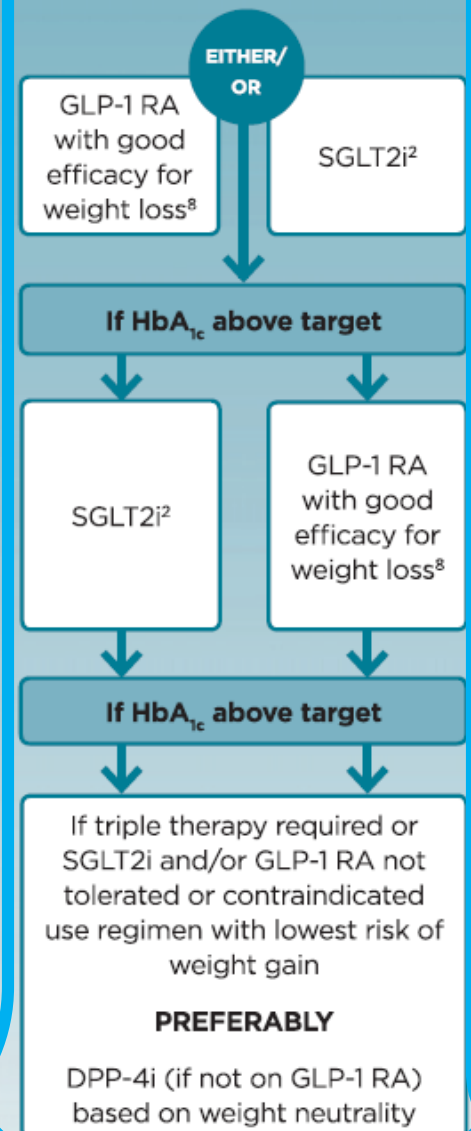 EITHER/
OR
GLP-1 RA
with good
efficacy for
weight loss⁸
SGLT2i²
If HbA₁c above target
SGLT2i²
GLP-1 RA
with good
efficacy for
weight loss⁸
If HbA₁c above target
If triple therapy required or
SGLT2i and/or GLP-1 RA not
tolerated or contraindicated
use regimen with lowest risk of
weight gain
PREFERABLY
DPP-4i (if not on GLP-1 RA)
based on weight neutrality